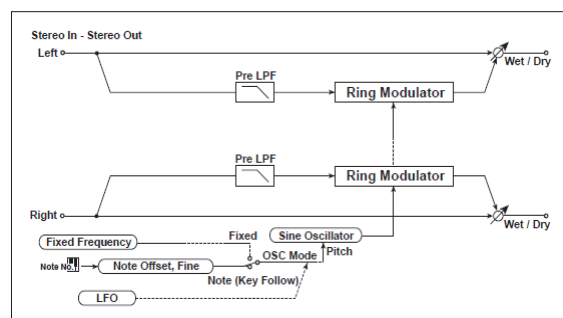 Stereo In - Stereo Out
Left
Wet / Dry
Pre LPF
Ring Modulator
Pre LPF
Ring Modulator
Right
Wet / Dry
Fixed
Sine Oscillator
Fixed Frequency
OSC Mode
Pitch
Note No.
Note Offset, Fine
Note (Key Follow)
LFO